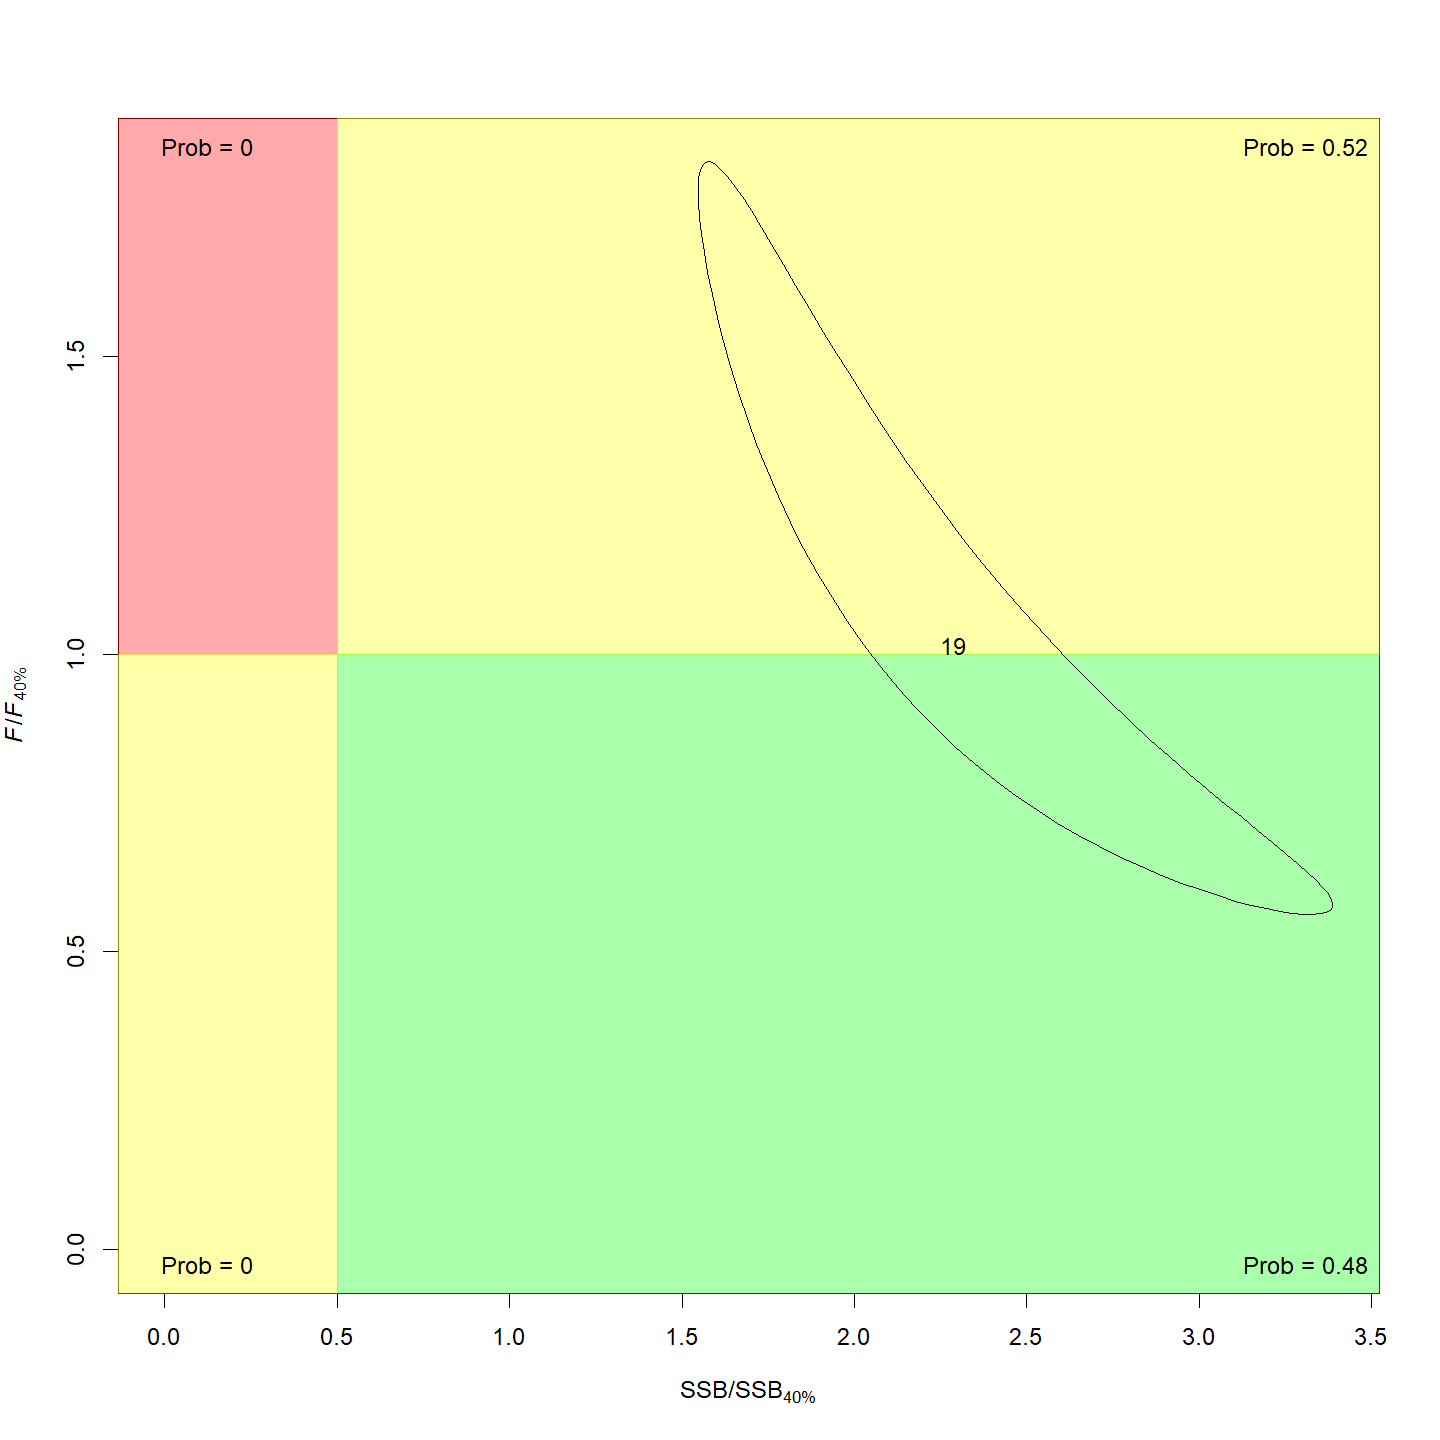 Prob = 0
Prob = 0.52
1.5
1.0
0.5
0.0
F/F40%
19
Prob = 0
Prob = 0.48
0.0 0.5 1.0 1.5 2.0 2.5 3.0 3.5
SSB/SSB40%